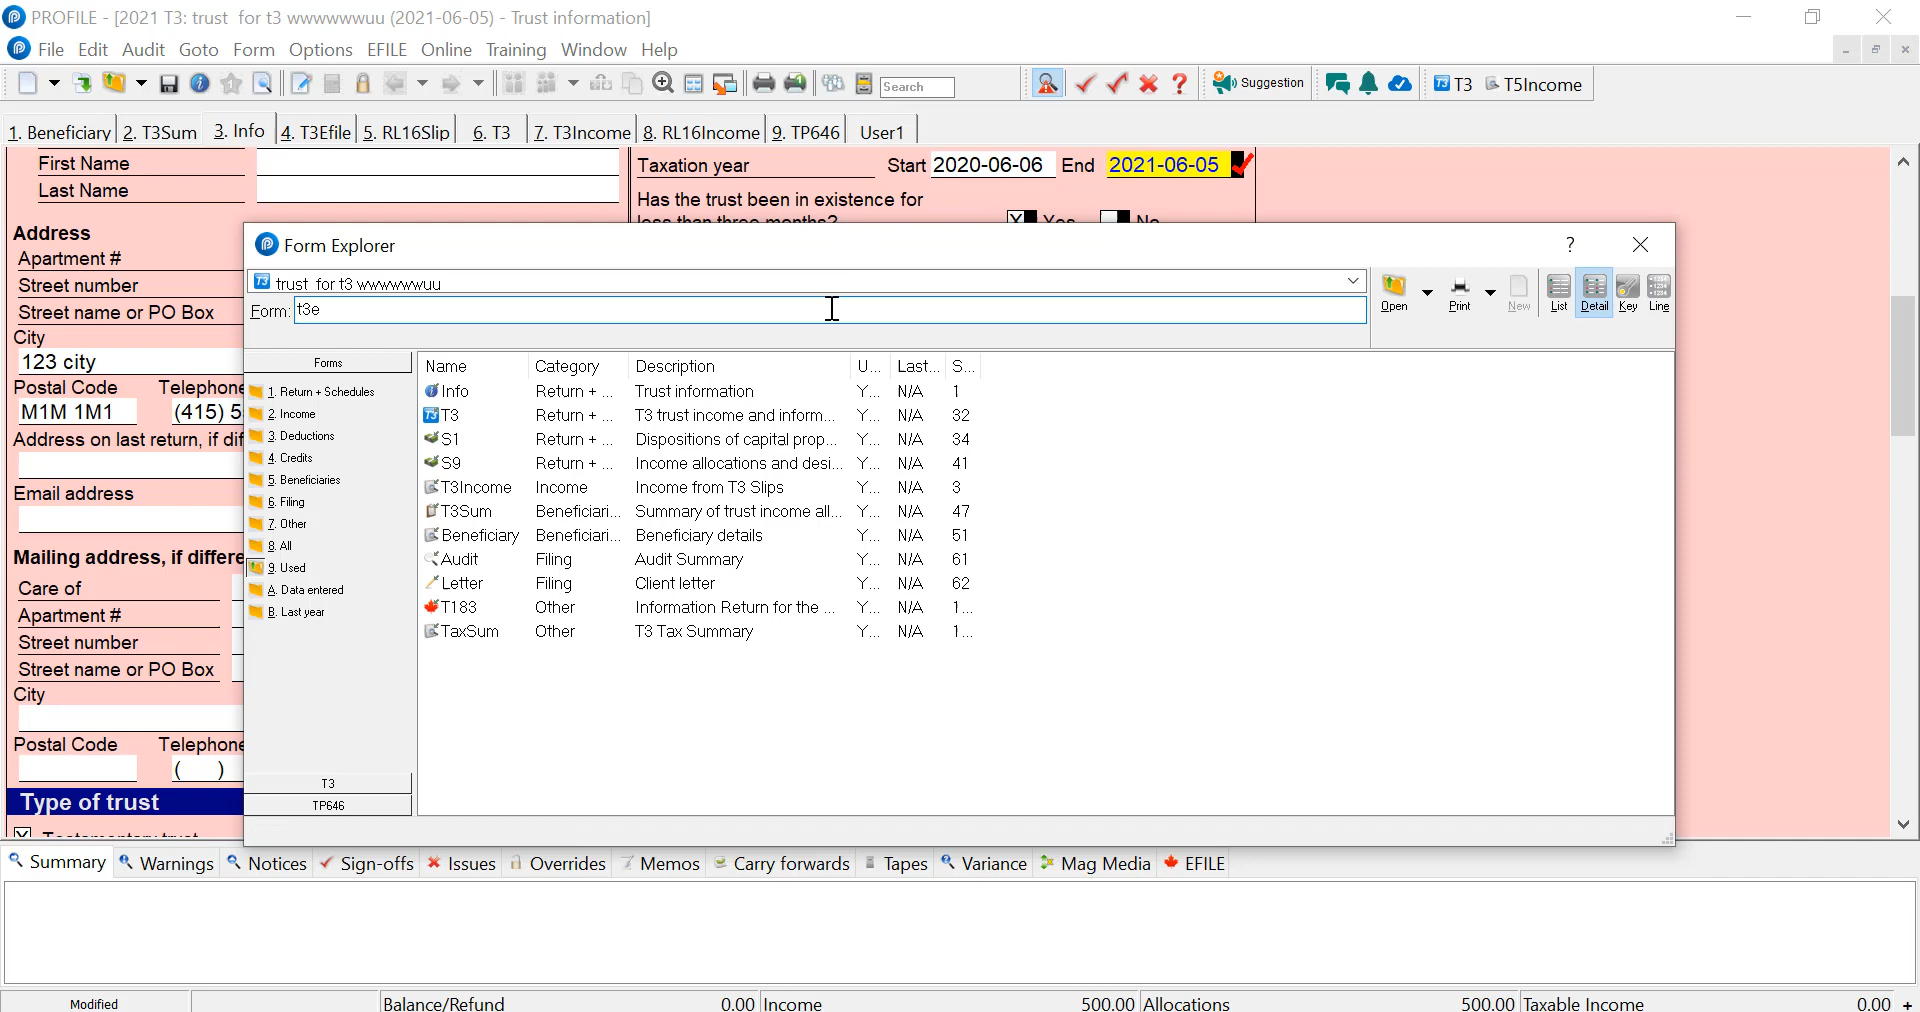 PROFILE - [2021 T3: trust  for t3 wwwwwwuu (2021-06-05) - Trust information]
File Edit Audit Goto Form Options EFILE Online Training Window Help
Search Suggestion T3 T5Income
1. Beneficiary 2. T3Sum 3. Info 4. T3Efile 5. RL16Slip 6. T3 7. T3Income 8. RL16Income 9. TP646 User1
First Name
Last Name
Taxation year Start 2020-06-06 End 2021-06-05
Has the trust been in existence for
less than three months? X Yes No
Address
Apartment #
Street number
Street name or PO Box
City
123 city
Postal Code Telephone
M1M 1M1 (415) 5
Address on last return, if dif
Email address
Mailing address, if differe
Care of
Apartment #
Street number
Street name or PO Box
City
Postal Code Telephone
( )
Type of trust
Testamentary trust
Form Explorer
trust  for t3 wwwwwwuu
Form: t3e
Open Print New List Detail Key Line
Forms
1. Return + Schedules
2. Income
3. Deductions
4. Credits
5. Beneficiaries
6. Filing
7. Other
8. All
9. Used
A. Data entered
B. Last year
T3
TP646
Name Category Description U... Last... S...
Info Return + ... Trust information Y... N/A 1
T3 Return + ... T3 trust income and inform... Y... N/A 32
S1 Return + ... Dispositions of capital prop... Y... N/A 34
S9 Return + ... Income allocations and desi... Y... N/A 41
T3Income Income Income from T3 Slips Y... N/A 3
T3Sum Beneficiari... Summary of trust income all... Y... N/A 47
Beneficiary Beneficiari... Beneficiary details Y... N/A 51
Audit Filing Audit Summary Y... N/A 61
Letter Filing Client letter Y... N/A 62
T183 Other Information Return for the ... Y... N/A 1...
TaxSum Other T3 Tax Summary Y... N/A 1...
Summary Warnings Notices Sign-offs Issues Overrides Memos Carry forwards Tapes Variance Mag Media EFILE
Modified Balance/Refund 0.00 Income 500.00 Allocations 500.00 Taxable Income 0.00 +